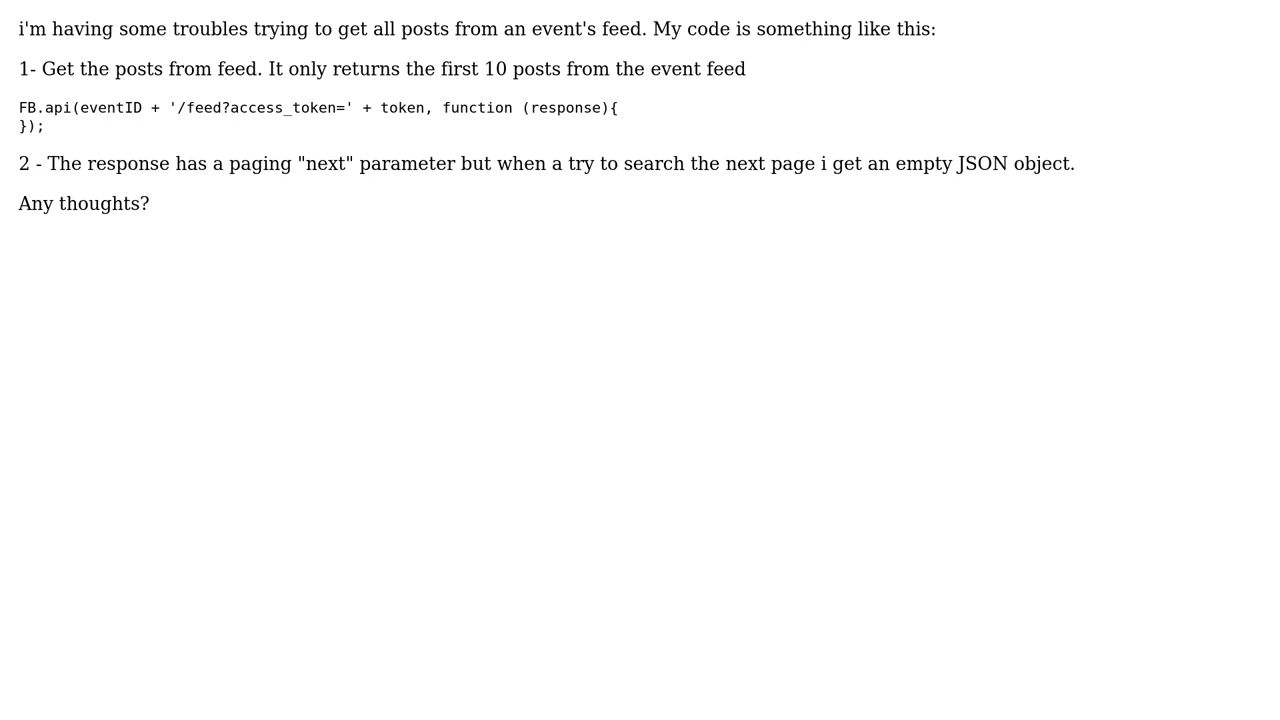 i'm having some troubles trying to get all posts from an event's feed. My code is something like this:
1- Get the posts from feed. It only returns the first 10 posts from the event feed
FB.api(eventID + '/feed?access_token=' + token, function (response){
});
2 - The response has a paging "next" parameter but when a try to search the next page i get an empty JSON object.
Any thoughts?